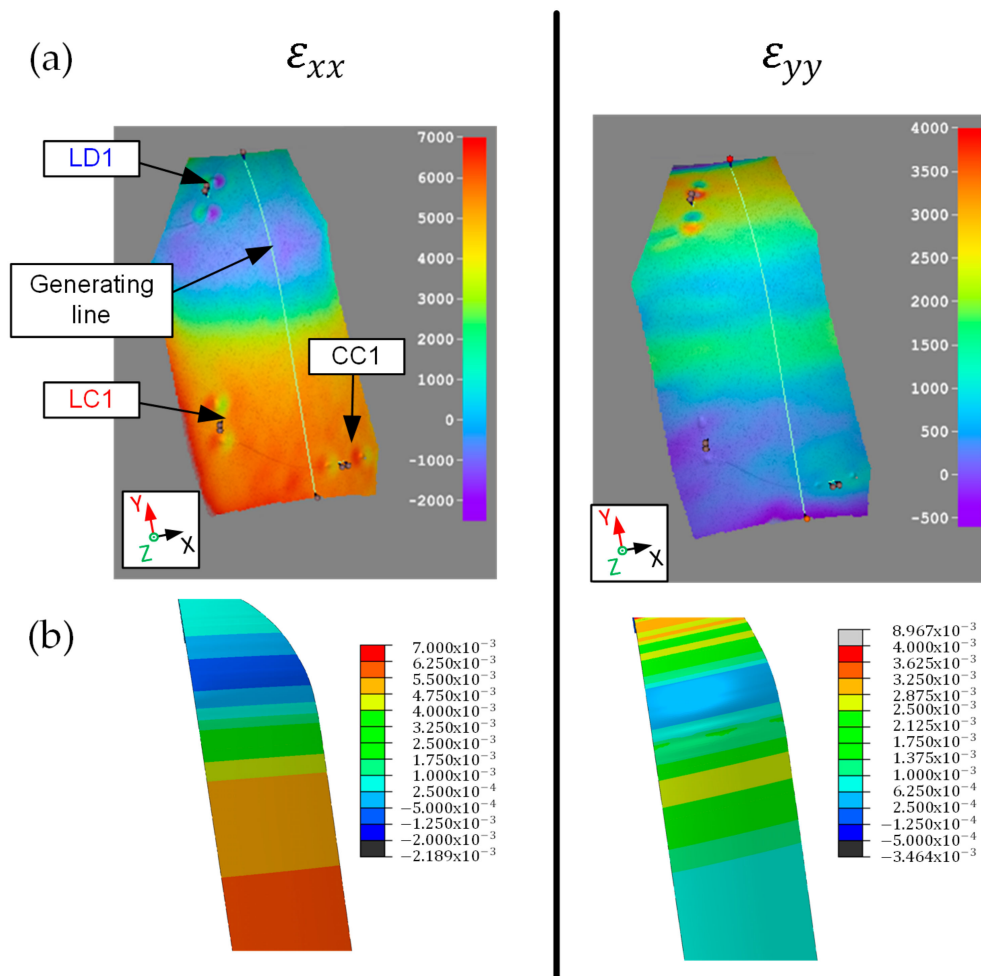 (a)
εxx
εyy
LD1
Generating
line
LC1
CC1
7000
6000
5000
4000
3000
2000
1000
0
-1000
-2000
Y
X
Z
4000
3500
3000
2500
2000
1500
1000
500
0
-500
Y
X
Z
(b)
7.000x10⁻³
6.250x10⁻³
5.500x10⁻³
4.750x10⁻³
4.000x10⁻³
3.250x10⁻³
2.500x10⁻³
1.750x10⁻³
1.000x10⁻³
2.500x10⁻⁴
−5.000x10⁻⁴
−1.250x10⁻³
−2.000x10⁻³
−2.189x10⁻³
8.967x10⁻³
4.000x10⁻³
3.625x10⁻³
3.250x10⁻³
2.875x10⁻³
2.500x10⁻³
2.125x10⁻³
1.750x10⁻³
1.375x10⁻³
1.000x10⁻³
6.250x10⁻⁴
2.500x10⁻⁴
−1.250x10⁻⁴
−5.000x10⁻⁴
−3.464x10⁻³